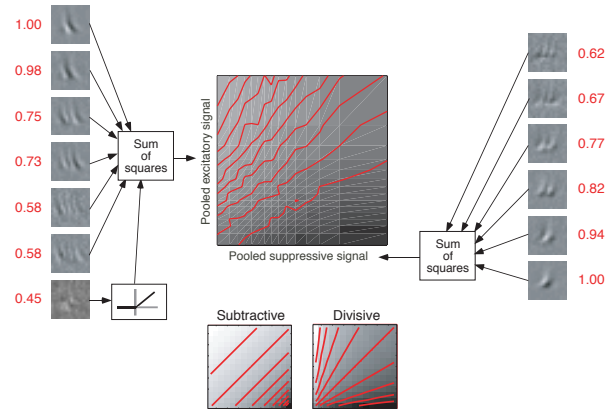 1.00
0.98
0.75
0.73
0.58
0.58
0.45
Sum
of
squares
Pooled excitatory signal
Pooled suppressive signal
Sum
of
squares
0.62
0.67
0.77
0.82
0.94
1.00
Subtractive
Divisive